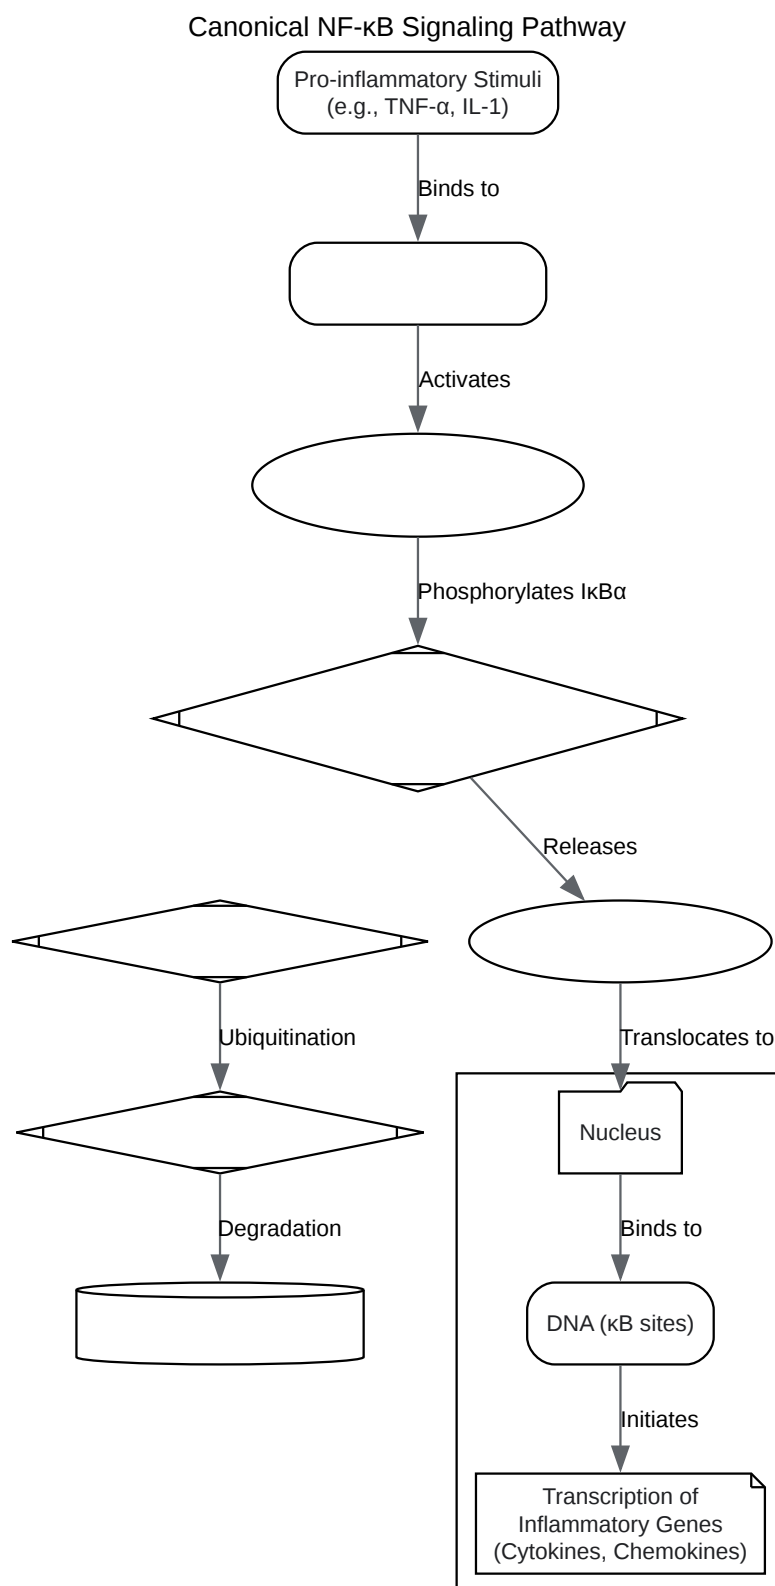 Canonical NF-κB Signaling Pathway
Pro-inflammatory Stimuli
(e.g., TNF-α, IL-1)
Binds to
Activates
Phosphorylates IκBα
Releases
Ubiquitination
Translocates to
Nucleus
Degradation
Binds to
DNA (κB sites)
Initiates
Transcription of
Inflammatory Genes
(Cytokines, Chemokines)